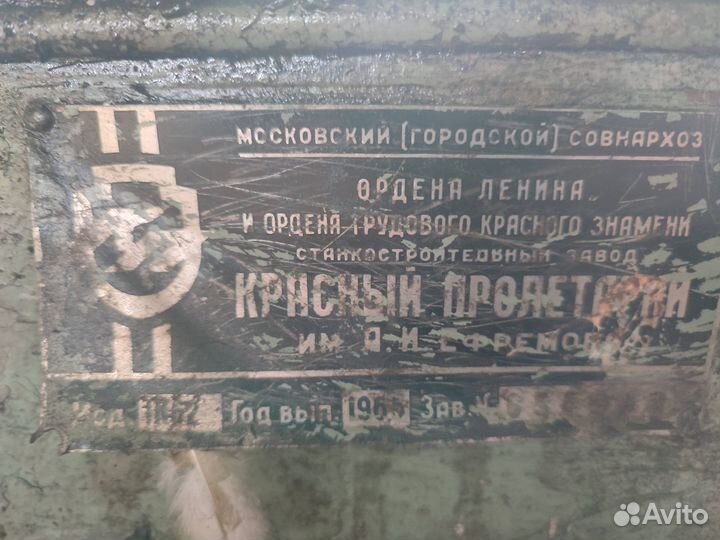 МОСКОВСКИЙ (ГОРОДСКОЙ) СОВНАРХОЗ
ОРДЕНА ЛЕНИНА
И ОРДЕНА ТРУДОВОГО КРАСНОГО ЗНАМЕНИ
СТАНКОСТРОИТЕЛЬНЫЙ ЗАВОД
КРАСНЫЙ ПРОЛЕТАРИЙ
ИМ А.И ЕФРЕМОВА
Мод. Год вып. Зав. №
Avito